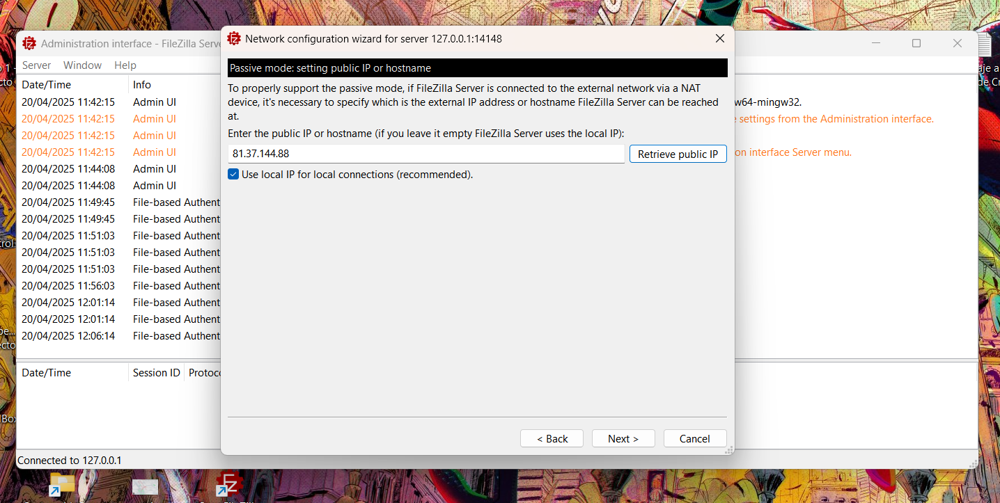 Network configuration wizard for server 127.0.0.1:14148
Passive mode: setting public IP or hostname
To properly support the passive mode, if FileZilla Server is connected to the external network via a NAT
device, it's necessary to specify which is the external IP address or hostname FileZilla Server can be reached
at.
Enter the public IP or hostname (if you leave it empty FileZilla Server uses the local IP):
81.37.144.88
Retrieve public IP
Use local IP for local connections (recommended).
< Back
Next >
Cancel
Administration interface - FileZilla Serve
Server Window Help
Date/Time Info
20/04/2025 11:42:15 Admin UI w64-mingw32.
20/04/2025 11:42:15 Admin UI settings from the Administration interface.
20/04/2025 11:42:15 Admin UI
20/04/2025 11:42:15 Admin UI on interface Server menu.
20/04/2025 11:44:08 Admin UI
20/04/2025 11:44:08 Admin UI
20/04/2025 11:49:45 File-based Authent
20/04/2025 11:49:45 File-based Authent
20/04/2025 11:51:03 File-based Authent
20/04/2025 11:51:03 File-based Authent
20/04/2025 11:51:03 File-based Authent
20/04/2025 11:56:03 File-based Authent
20/04/2025 12:01:14 File-based Authent
20/04/2025 12:01:14 File-based Authent
20/04/2025 12:06:14 File-based Authent
Date/Time Session ID Protoco
Connected to 127.0.0.1